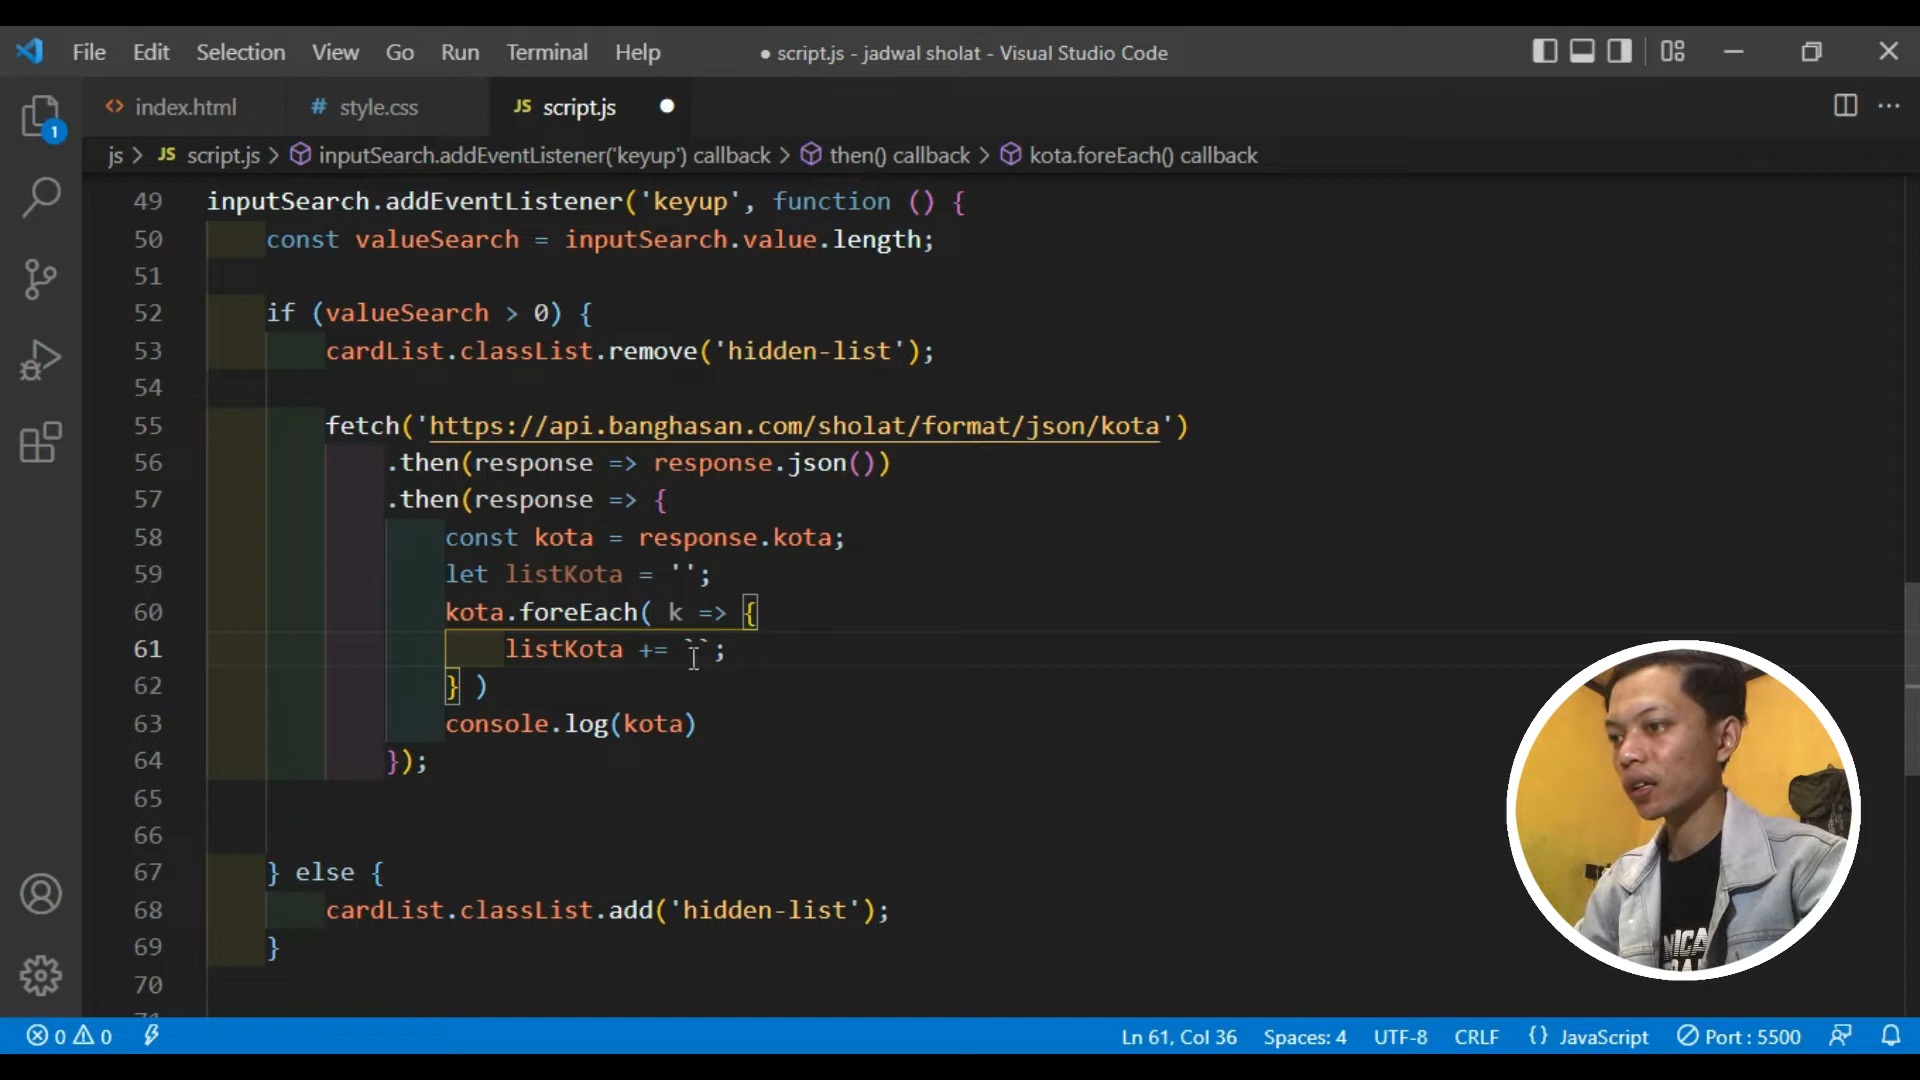 File Edit Selection View Go Run Terminal Help ● script.js - jadwal sholat - Visual Studio Code
<> index.html # style.css JS script.js ●
1
js > JS script.js > inputSearch.addEventListener('keyup') callback > then() callback > kota.foreEach() callback
49 inputSearch.addEventListener('keyup', function () {
50 const valueSearch = inputSearch.value.length;
51
52 if (valueSearch > 0) {
53 cardList.classList.remove('hidden-list');
54
55 fetch('https://api.banghasan.com/sholat/format/json/kota')
56 .then(response => response.json())
57 .then(response => {
58 const kota = response.kota;
59 let listKota = '';
60 kota.foreEach( k => {
61 listKota += ``;
62 } )
63 console.log(kota)
64 });
65
66
67 } else {
68 cardList.classList.add('hidden-list');
69 }
70
0 0 Ln 61, Col 36 Spaces: 4 UTF-8 CRLF {} JavaScript Port : 5500